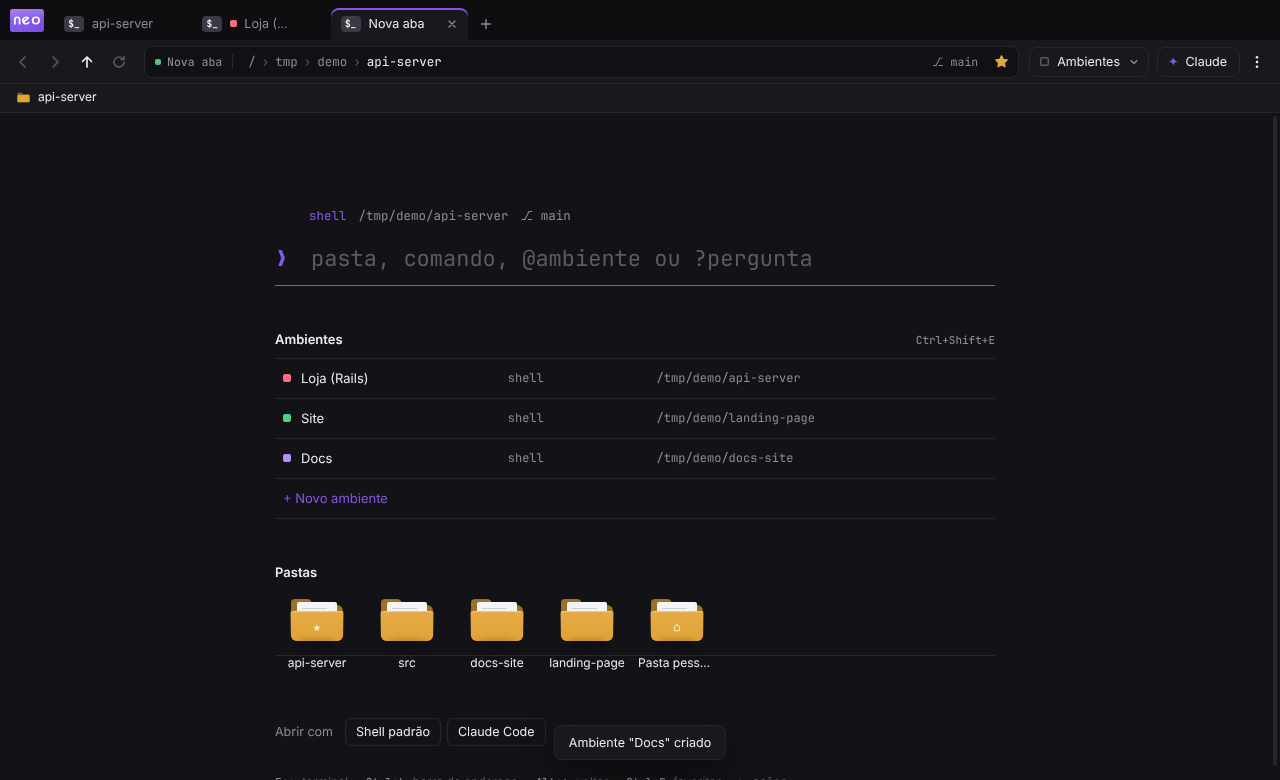 neo
$_ api-server
$_ Loja (...
$_ Nova aba
Nova aba / › tmp › demo › api-server
main
Ambientes
Claude
api-server
shell /tmp/demo/api-server main
❯ pasta, comando, @ambiente ou ?pergunta
Ambientes Ctrl+Shift+E
Loja (Rails) shell /tmp/demo/api-server
Site shell /tmp/demo/landing-page
Docs shell /tmp/demo/docs-site
+ Novo ambiente
Pastas
api-server src docs-site landing-page Pasta pess...
Abrir com Shell padrão Claude Code
Ambiente "Docs" criado